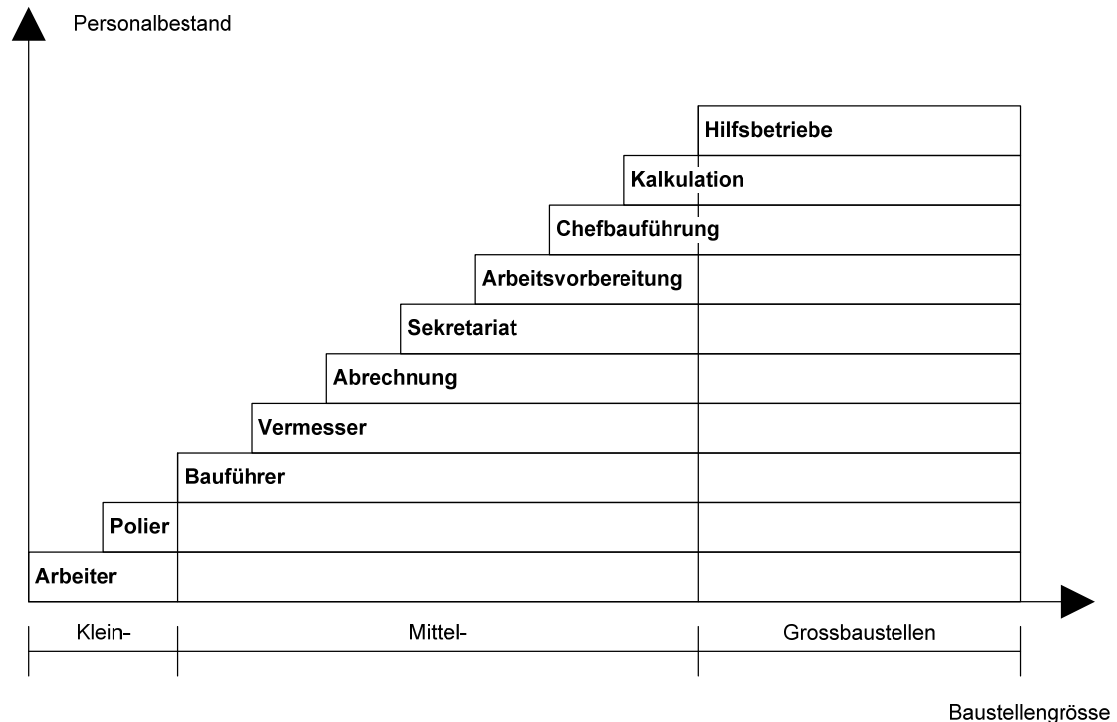 Personalbestand
Hilfsbetriebe
Kalkulation
Chefbauführung
Arbeitsvorbereitung
Sekretariat
Abrechnung
Vermesser
Bauführer
Polier
Arbeiter
Klein- Mittel- Grossbaustellen
Baustellengrösse